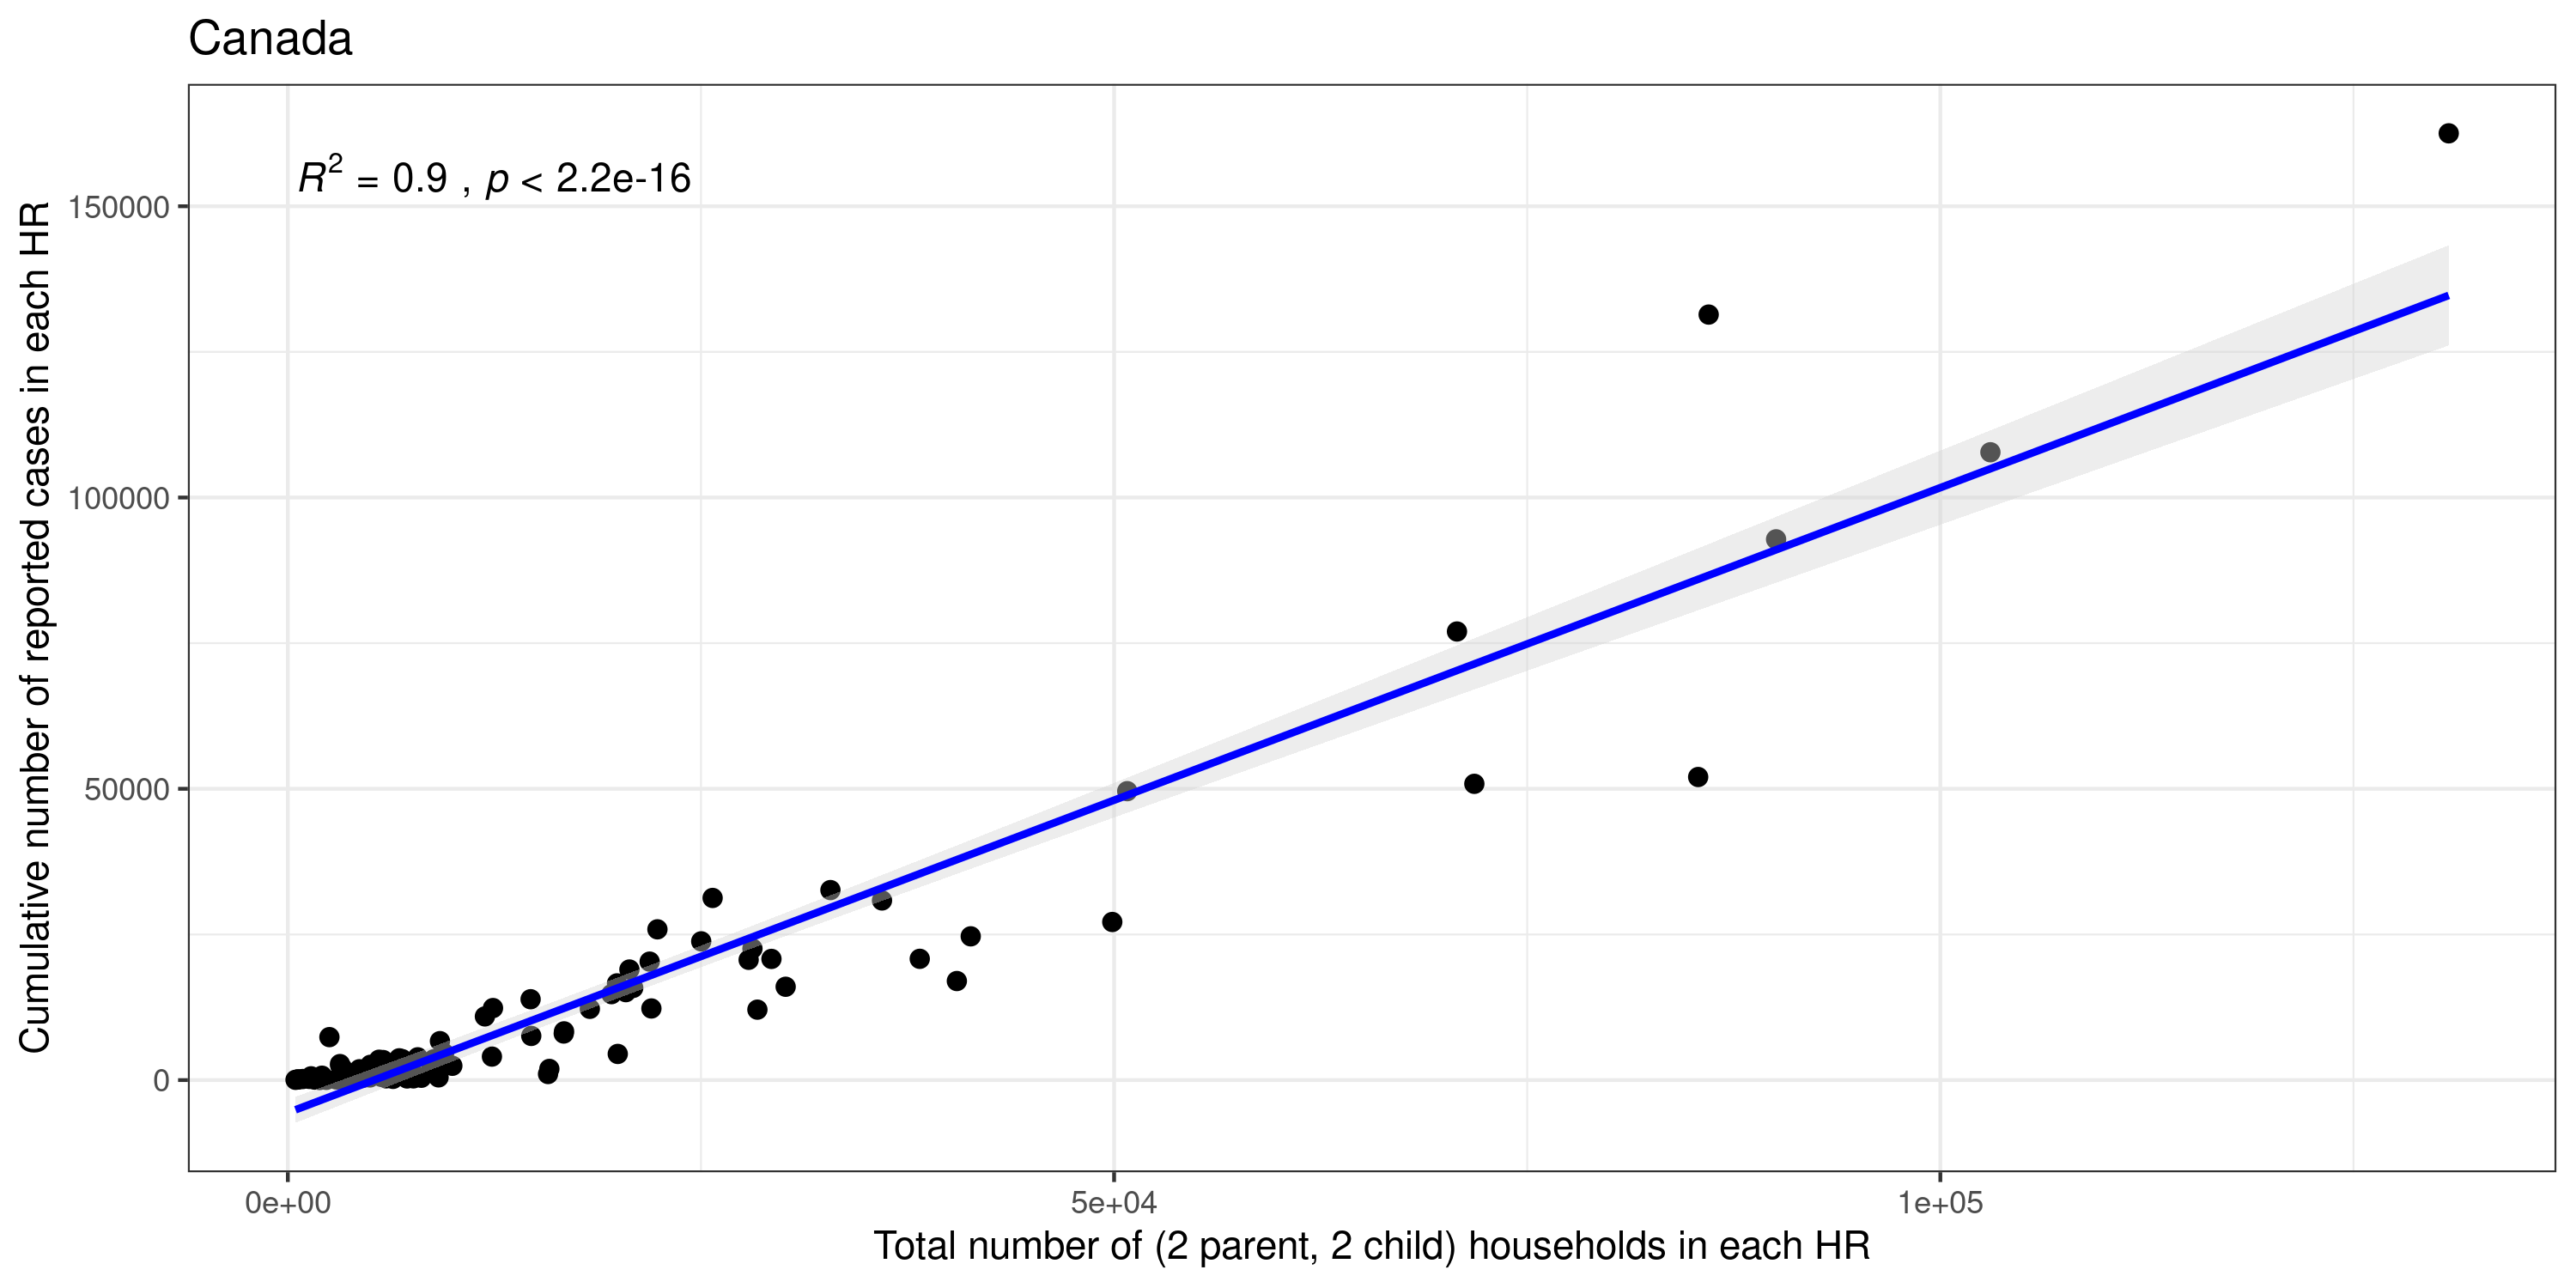 Canada
R² = 0.9 , p < 2.2e-16
Cumulative number of reported cases in each HR
150000
100000
50000
0
0e+00
5e+04
1e+05
Total number of (2 parent, 2 child) households in each HR